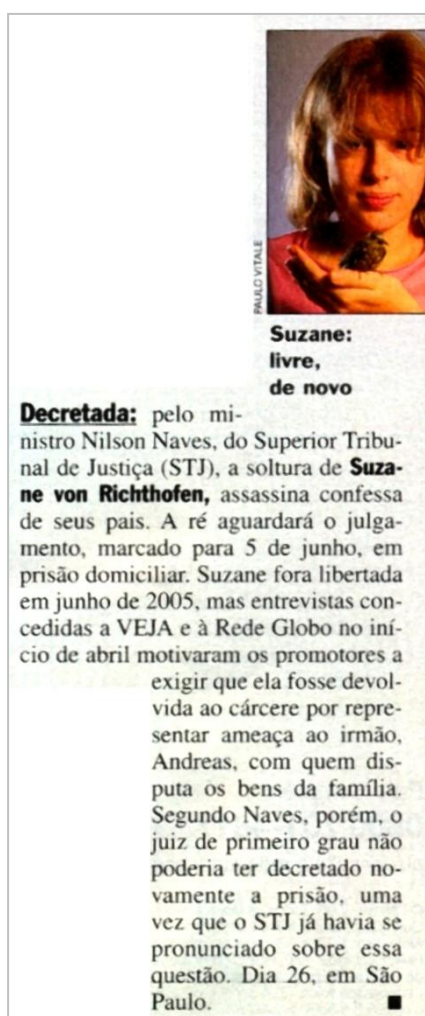 PAULO VITALE
Suzane:
livre,
de novo
Decretada: pelo mi-
nistro Nilson Naves, do Superior Tribu-
nal de Justiça (STJ), a soltura de Suza-
ne von Richthofen, assassina confessa
de seus pais. A ré aguardará o julga-
mento, marcado para 5 de junho, em
prisão domiciliar. Suzane fora libertada
em junho de 2005, mas entrevistas con-
cedidas a VEJA e à Rede Globo no iní-
cio de abril motivaram os promotores a
exigir que ela fosse devol-
vida ao cárcere por repre-
sentar ameaça ao irmão,
Andreas, com quem dis-
puta os bens da família.
Segundo Naves, porém, o
juiz de primeiro grau não
poderia ter decretado no-
vamente a prisão, uma
vez que o STJ já havia se
pronunciado sobre essa
questão. Dia 26, em São
Paulo.